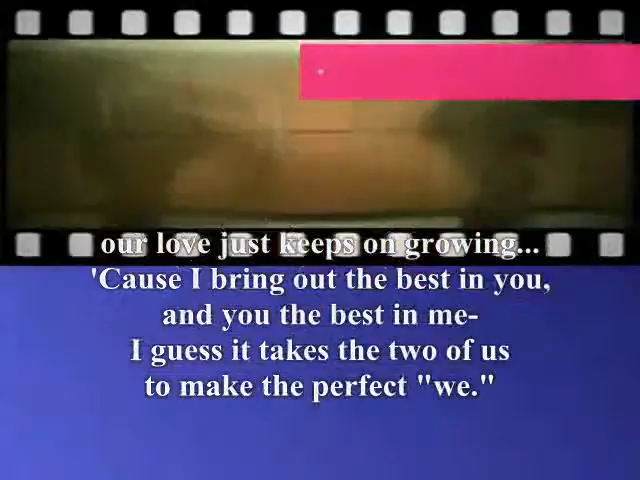 our love just keeps on growing...
'Cause I bring out the best in you,
and you the best in me-
I guess it takes the two of us
to make the perfect "we."